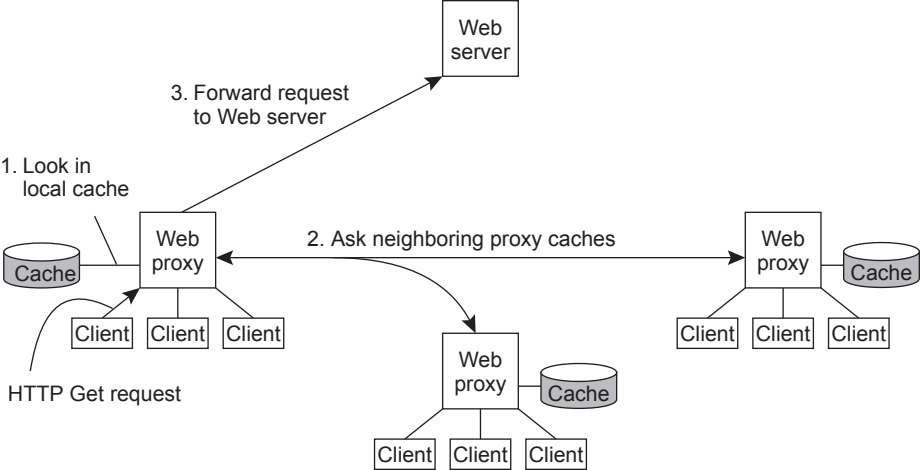 Web
server
3. Forward request
to Web server
1. Look in
local cache
Web
proxy
2. Ask neighboring proxy caches
Web
proxy
Cache
Cache
Client
Client
Client
Client
Client
Client
HTTP Get request
Web
proxy
Cache
Client
Client
Client